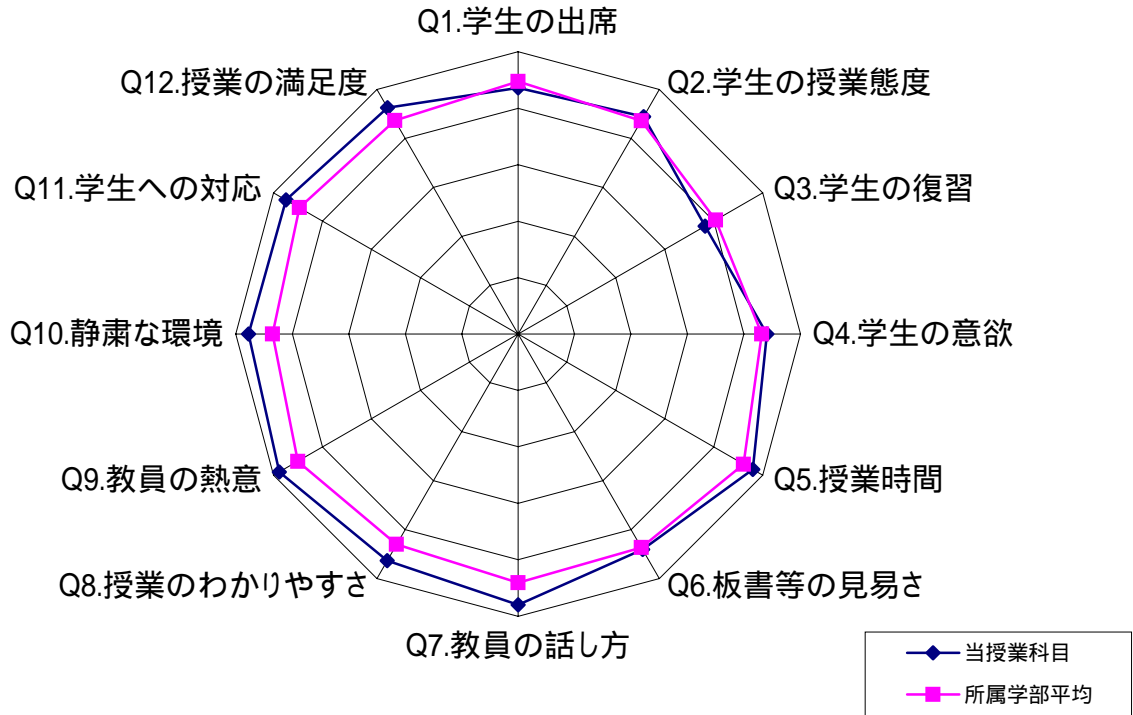 Q1.学生の出席
Q2.学生の授業態度
Q3.学生の復習
Q4.学生の意欲
Q5.授業時間
Q6.板書等の見易さ
Q7.教員の話し方
Q8.授業のわかりやすさ
Q9.教員の熱意
Q10.静粛な環境
Q11.学生への対応
Q12.授業の満足度
当授業科目
所属学部平均